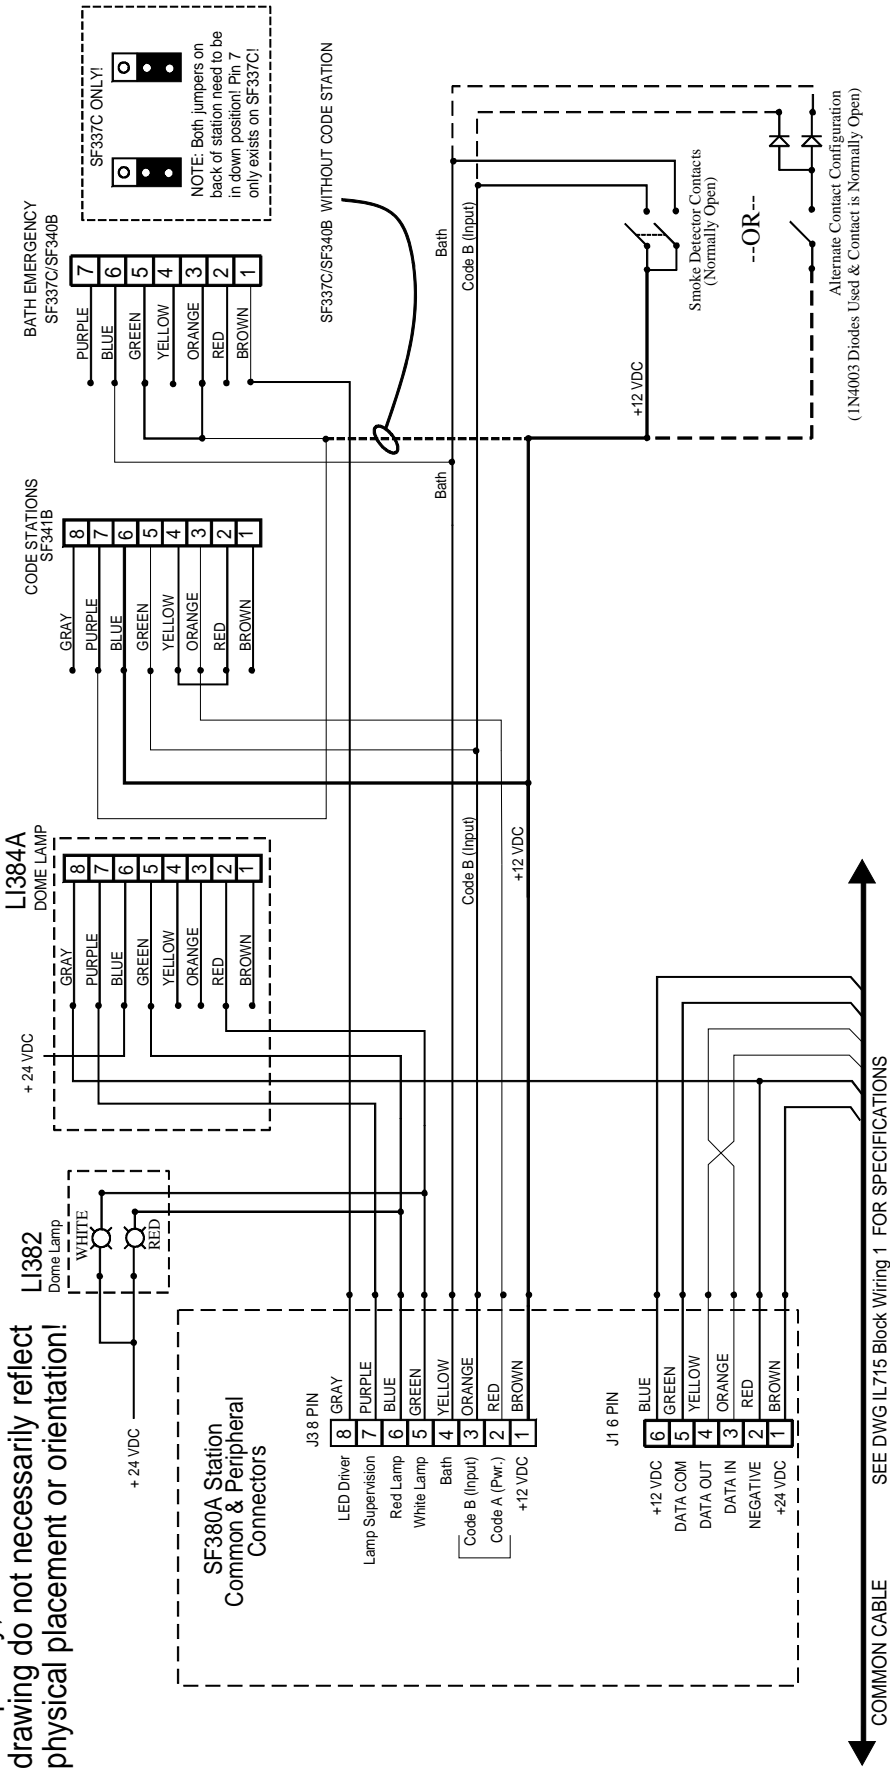 drawing do not necessarily reflect
physical placement or orientation!
LI382
Dome Lamp
WHITE
RED
+ 24 VDC
LI384A
DOME LAMP
+ 24 VDC
GRAY 8
PURPLE 7
BLUE 6
GREEN 5
YELLOW 4
ORANGE 3
RED 2
BROWN 1
CODE STATIONS
SF341B
GRAY 8
PURPLE 7
BLUE 6
GREEN 5
YELLOW 4
ORANGE 3
RED 2
BROWN 1
BATH EMERGENCY
SF337C/SF340B
PURPLE 7
BLUE 6
GREEN 5
YELLOW 4
ORANGE 3
RED 2
BROWN 1
SF337C ONLY!
NOTE: Both jumpers on
back of station need to be
in down position! Pin 7
only exists on SF337C!
SF337C/SF340B WITHOUT CODE STATION
SF380A Station
Common & Peripheral
Connectors
J3 8 PIN
LED Driver 8 GRAY
Lamp Supervision 7 PURPLE
Red Lamp 6 BLUE
White Lamp 5 GREEN
Bath 4 YELLOW
Code B (Input) 3 ORANGE
Code A (Pwr.) 2 RED
+12 VDC 1 BROWN
Code B (Input)
+12 VDC
Bath
Bath
Code B (Input)
+12 VDC
Smoke Detector Contacts
(Normally Open)
--OR--
Alternate Contact Configuration
(1N4003 Diodes Used & Contact is Normally Open)
J1 6 PIN
+12 VDC 6 BLUE
DATA COM 5 GREEN
DATA OUT 4 YELLOW
DATA IN 3 ORANGE
NEGATIVE 2 RED
+24 VDC 1 BROWN
COMMON CABLE
SEE DWG IL715 Block Wiring 1 FOR SPECIFICATIONS